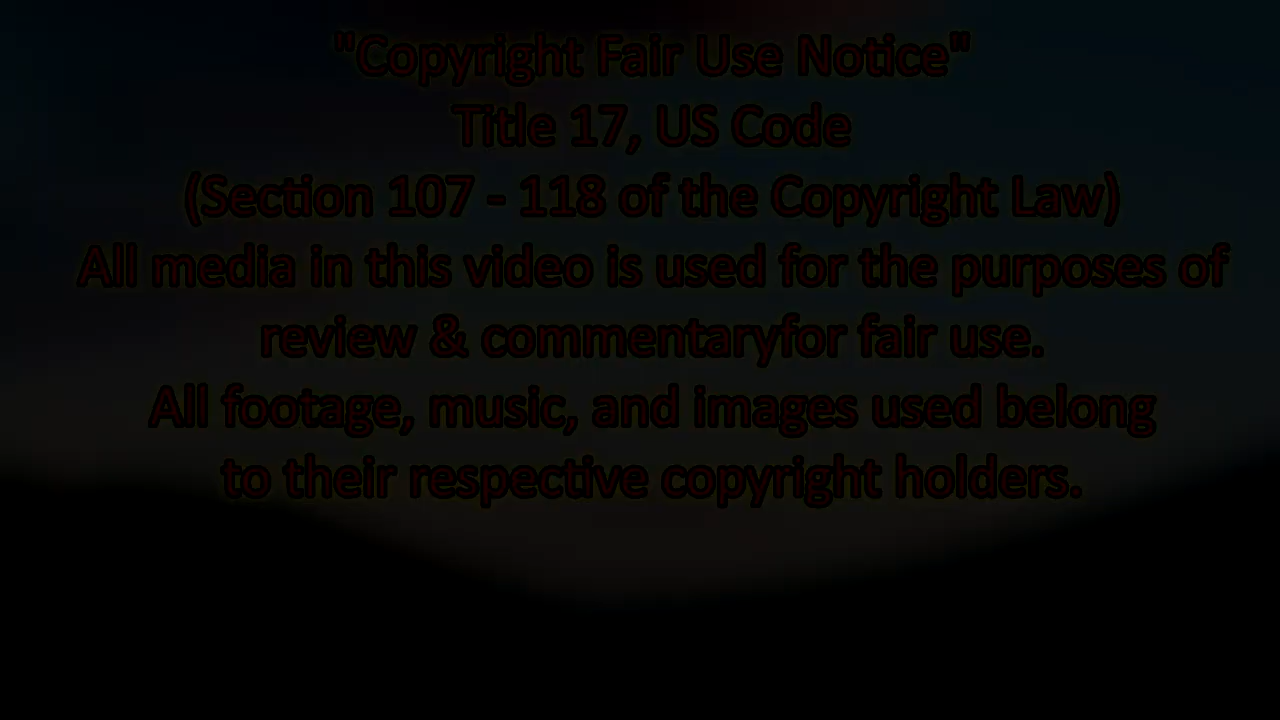 "Copyright Fair Use Notice"
Title 17, US Code
(Section 107 - 118 of the Copyright Law)
All media in this video is used for the purposes of
review & commentaryfor fair use.
All footage, music, and images used belong
to their respective copyright holders.